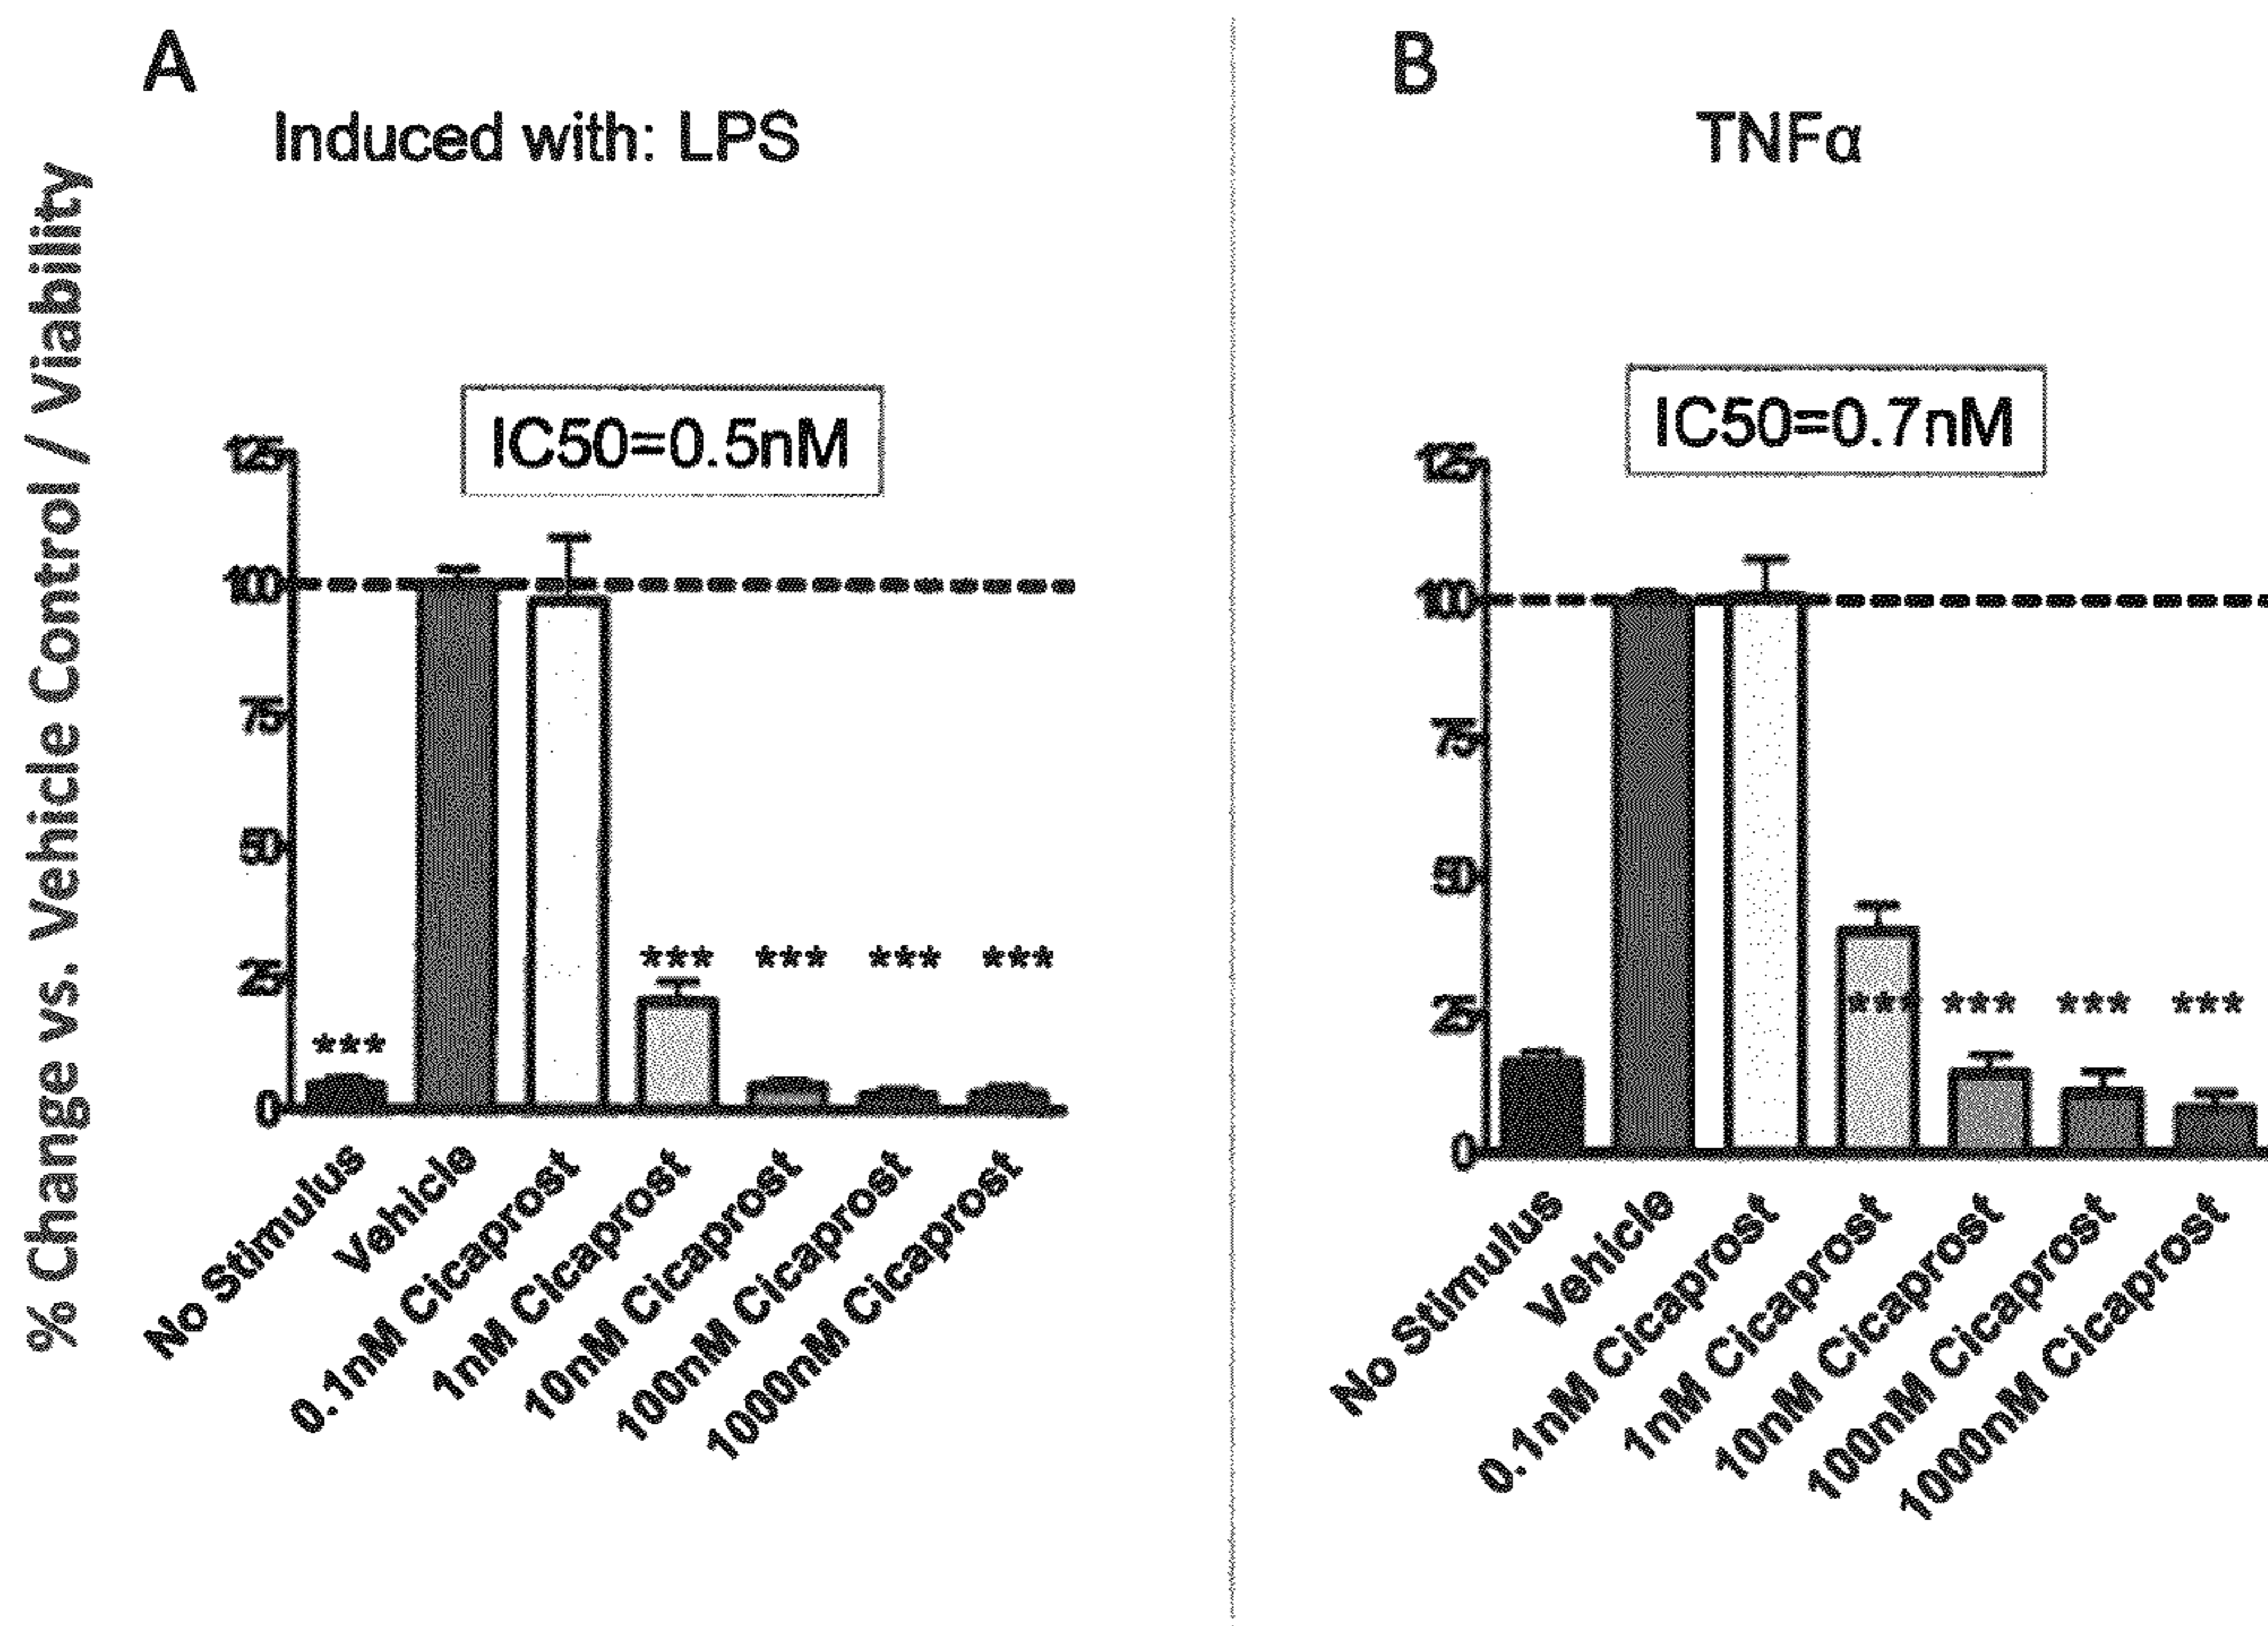 A
Induced with: LPS
% Change vs. Vehicle Control / Viability
IC50=0.5nM
125
100
75
50
25
0
***
***
***
***
***
No Stimulus
Vehicle
0.1nM Cicaprost
1nM Cicaprost
10nM Cicaprost
100nM Cicaprost
1000nM Cicaprost
B
TNFα
IC50=0.7nM
125
100
75
50
25
0
***
***
***
***
No Stimulus
Vehicle
0.1nM Cicaprost
1nM Cicaprost
10nM Cicaprost
100nM Cicaprost
1000nM Cicaprost